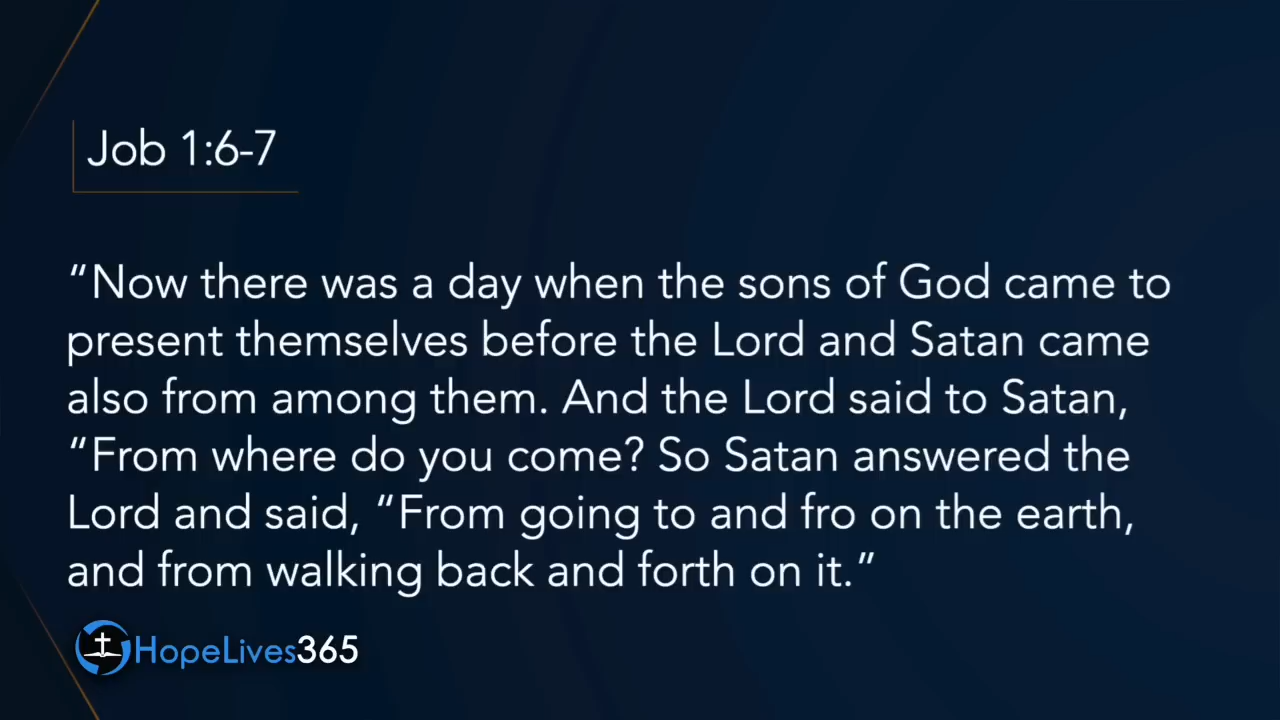 Job 1:6-7
“Now there was a day when the sons of God came to
present themselves before the Lord and Satan came
also from among them. And the Lord said to Satan,
“From where do you come? So Satan answered the
Lord and said, “From going to and fro on the earth,
and from walking back and forth on it.”
HopeLives365